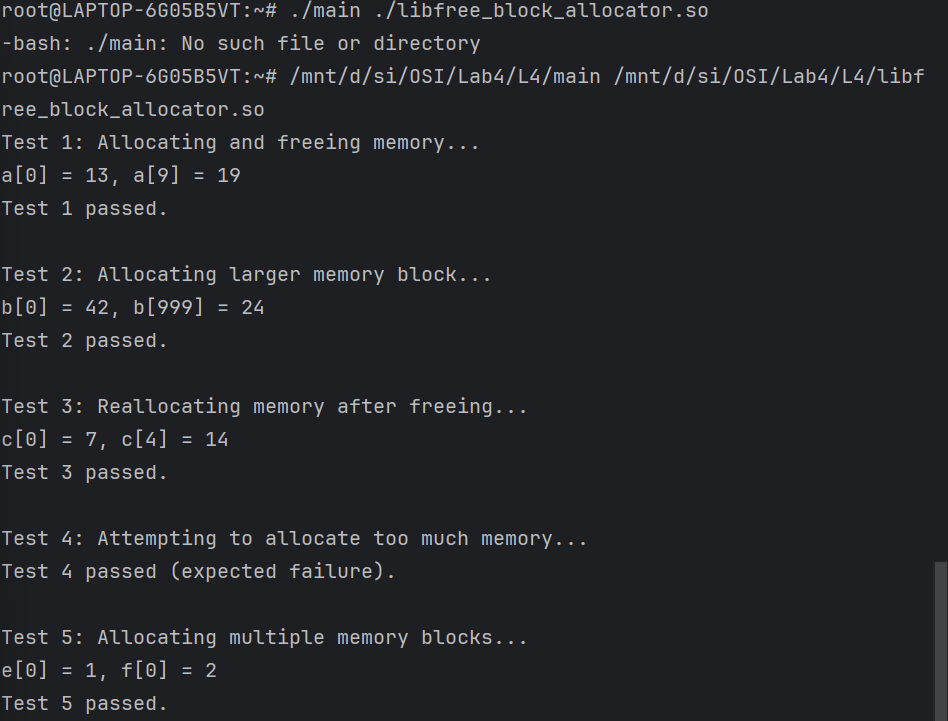 root@LAPTOP-6G05B5VT:~# ./main ./libfree_block_allocator.so
-bash: ./main: No such file or directory
root@LAPTOP-6G05B5VT:~# /mnt/d/si/OSI/Lab4/L4/main /mnt/d/si/OSI/Lab4/L4/libf
ree_block_allocator.so
Test 1: Allocating and freeing memory...
a[0] = 13, a[9] = 19
Test 1 passed.

Test 2: Allocating larger memory block...
b[0] = 42, b[999] = 24
Test 2 passed.

Test 3: Reallocating memory after freeing...
c[0] = 7, c[4] = 14
Test 3 passed.

Test 4: Attempting to allocate too much memory...
Test 4 passed (expected failure).

Test 5: Allocating multiple memory blocks...
e[0] = 1, f[0] = 2
Test 5 passed.